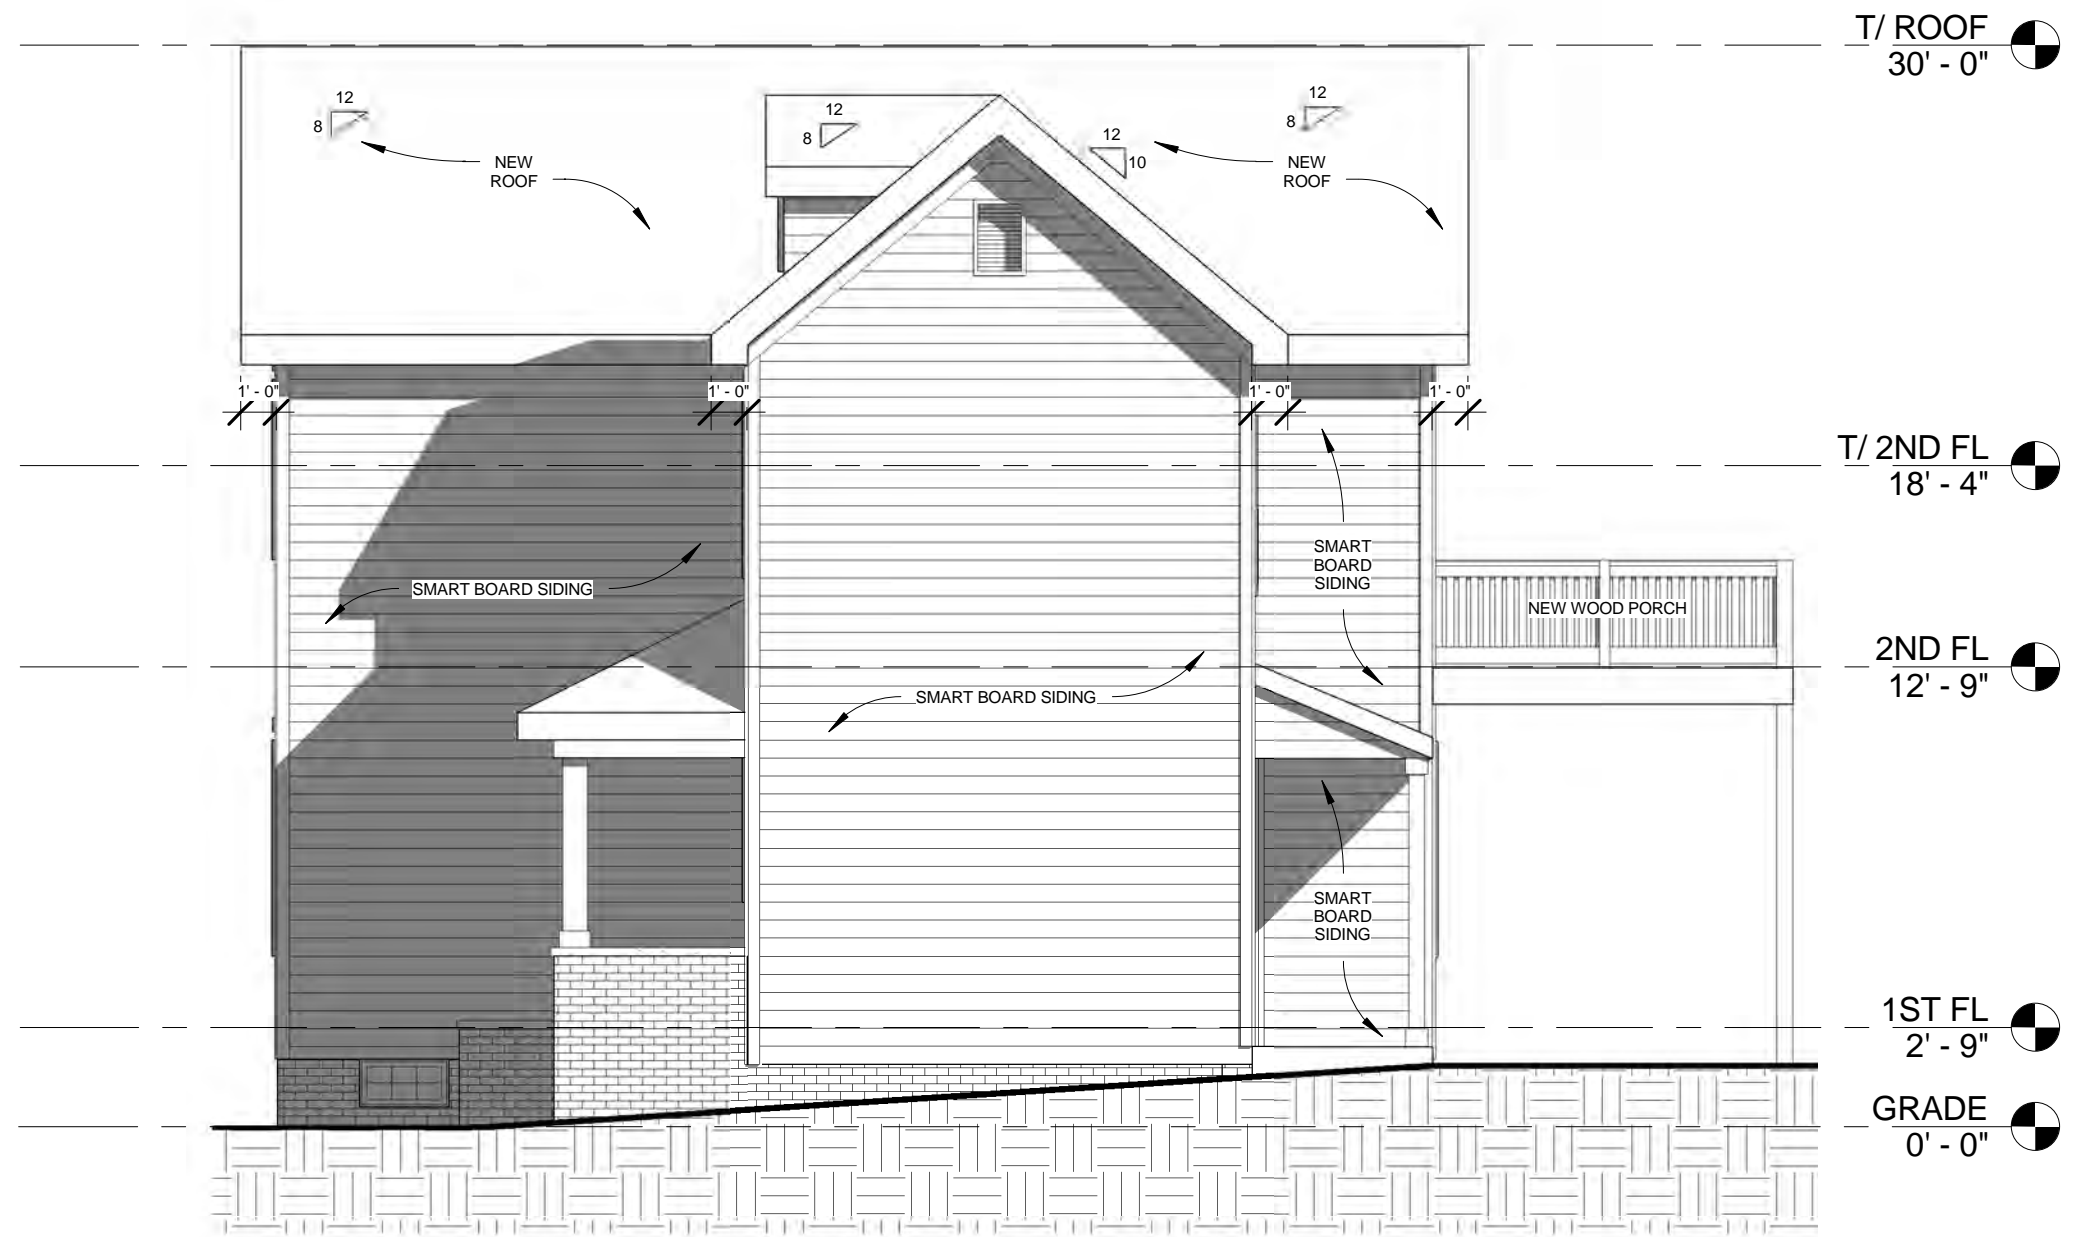 T/ ROOF
30' - 0"
12
8
12
8
12
8
12
10
NEW
ROOF
NEW
ROOF
1' - 0"
1' - 0"
1' - 0"
1' - 0"
T/ 2ND FL
18' - 4"
SMART BOARD SIDING
SMART
BOARD
SIDING
NEW WOOD PORCH
2ND FL
12' - 9"
SMART BOARD SIDING
SMART
BOARD
SIDING
1ST FL
2' - 9"
GRADE
0' - 0"